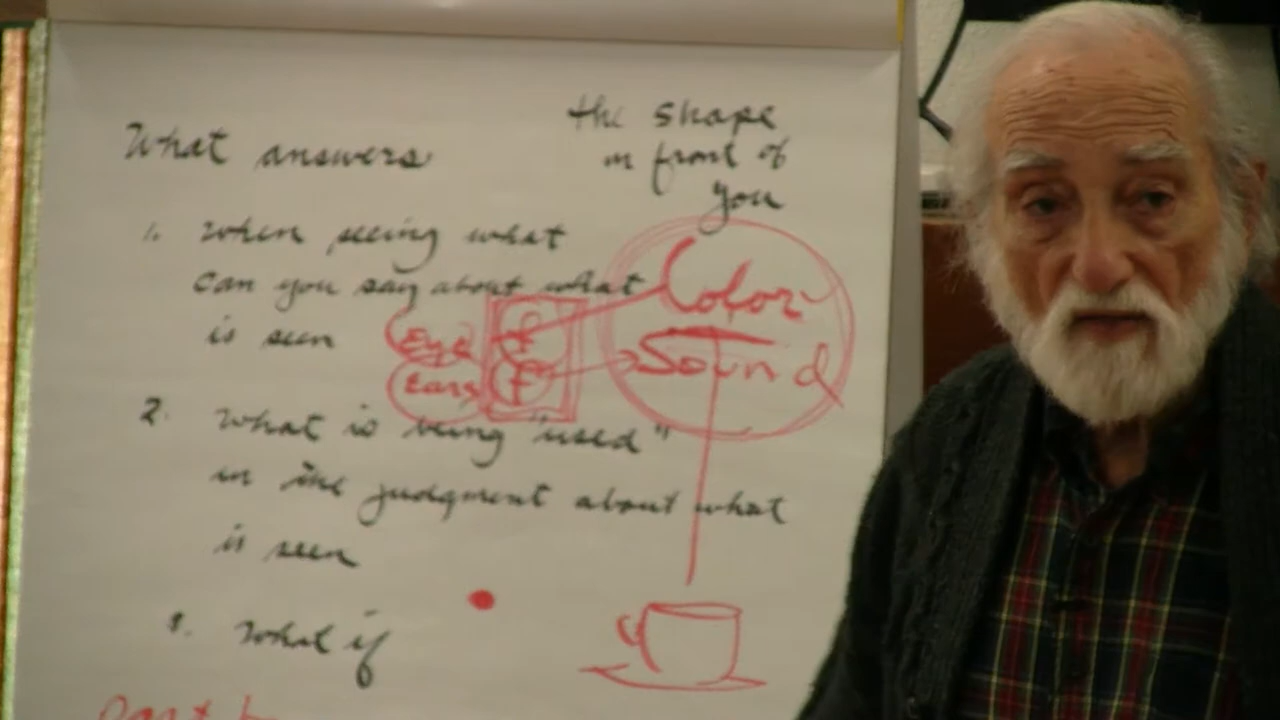 What answers
the shape
in front of
you
1. When seeing what
can you say about what
is seen
Color
Sound
Eye
Ears
2. What is being "used"
in the judgment about what
is seen
What if
Part